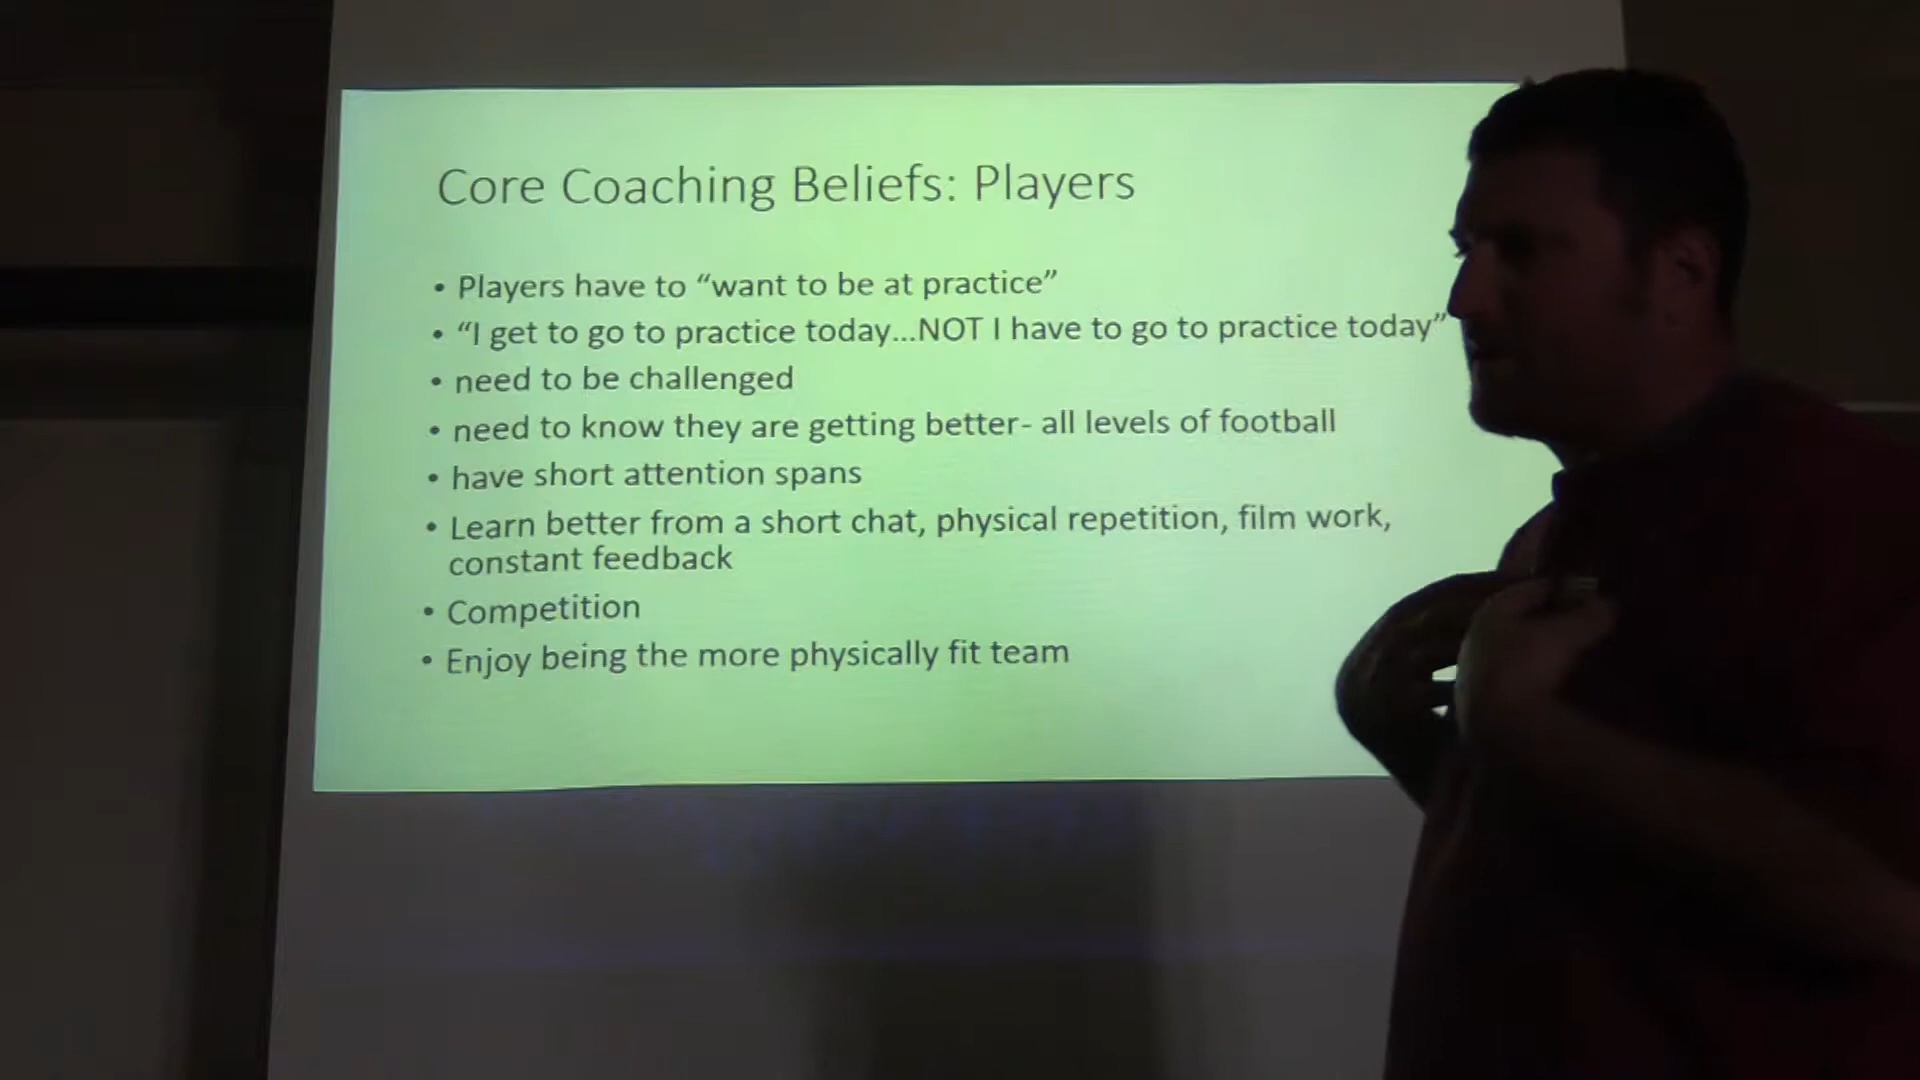 Core Coaching Beliefs: Players
• Players have to “want to be at practice”
• “I get to go to practice today...NOT I have to go to practice today”
• need to be challenged
• need to know they are getting better- all levels of football
• have short attention spans
• Learn better from a short chat, physical repetition, film work,
constant feedback
• Competition
• Enjoy being the more physically fit team